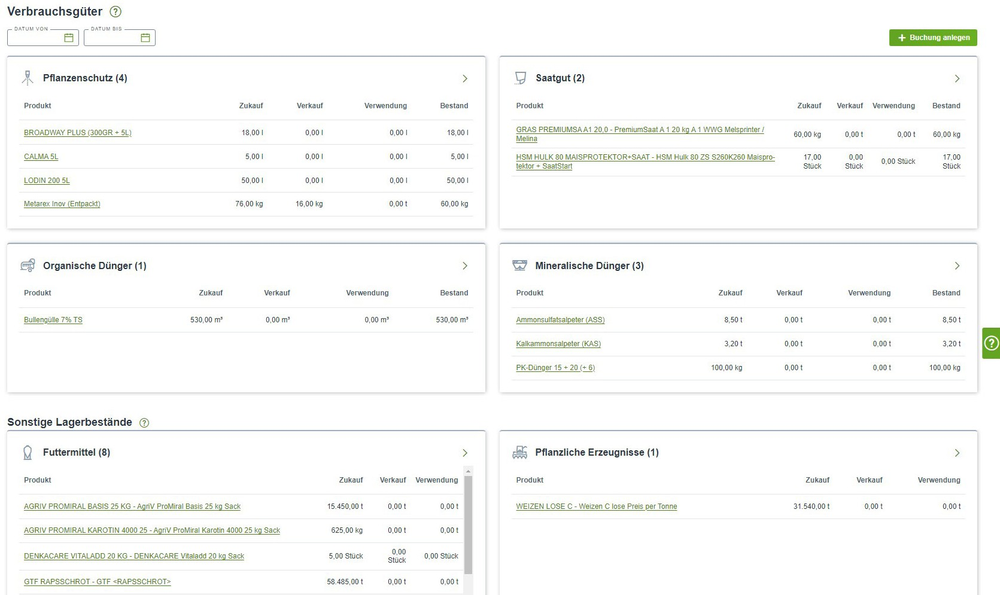 Verbrauchsgüter ?
DATUM VON DATUM BIS
+ Buchung anlegen
Pflanzenschutz (4)
Produkt Zukauf Verkauf Verwendung Bestand
BROADWAY PLUS (300GR + 5L) 18,00 l 0,00 l 0,00 l 18,00 l
CALMA 5L 5,00 l 0,00 l 0,00 l 5,00 l
LODIN 200 5L 50,00 l 0,00 l 0,00 l 50,00 l
Metarex Inov (Entpackt) 76,00 kg 16,00 kg 0,00 t 60,00 kg
Saatgut (2)
Produkt Zukauf Verkauf Verwendung Bestand
GRAS PREMIUMSA A1 20,0 - PremiumSaat A 1 20 kg A 1 WWG Melsprinter /
Melina 60,00 kg 0,00 t 0,00 t 60,00 kg
HSM HULK 80 MAISPROTEKTOR+SAAT - HSM Hulk 80 ZS S260K260 Maispro-
tektor + SaatStart 17,00 Stück 0,00 Stück 0,00 Stück 17,00 Stück
Organische Dünger (1)
Produkt Zukauf Verkauf Verwendung Bestand
Bullengülle 7% TS 530,00 m³ 0,00 m³ 0,00 m³ 530,00 m³
Mineralische Dünger (3)
Produkt Zukauf Verkauf Verwendung Bestand
Ammonsulfatsalpeter (ASS) 8,50 t 0,00 t 0,00 t 8,50 t
Kalkammonsalpeter (KAS) 3,20 t 0,00 t 0,00 t 3,20 t
PK-Dünger 15 + 20 (+ 6) 100,00 kg 0,00 t 0,00 t 100,00 kg
?
Sonstige Lagerbestände ?
Futtermittel (8)
Produkt Zukauf Verkauf Verwendung
AGRIV PROMIRAL BASIS 25 KG - AgriV ProMiral Basis 25 kg Sack 15.450,00 t 0,00 t 0,00 t
AGRIV PROMIRAL KAROTIN 4000 25 - AgriV ProMiral Karotin 4000 25 kg Sack 625,00 kg 0,00 t 0,00 t
DENKACARE VITALADD 20 KG - DENKACARE Vitaladd 20 kg Sack 5,00 Stück 0,00 Stück 0,00 Stück
GTF RAPSSCHROT - GTF <RAPSSCHROT> 58.485,00 t 0,00 t 0,00 t
Pflanzliche Erzeugnisse (1)
Produkt Zukauf Verkauf Verwendung
WEIZEN LOSE C - Weizen C lose Preis per Tonne 31.540,00 t 0,00 t 0,00 t